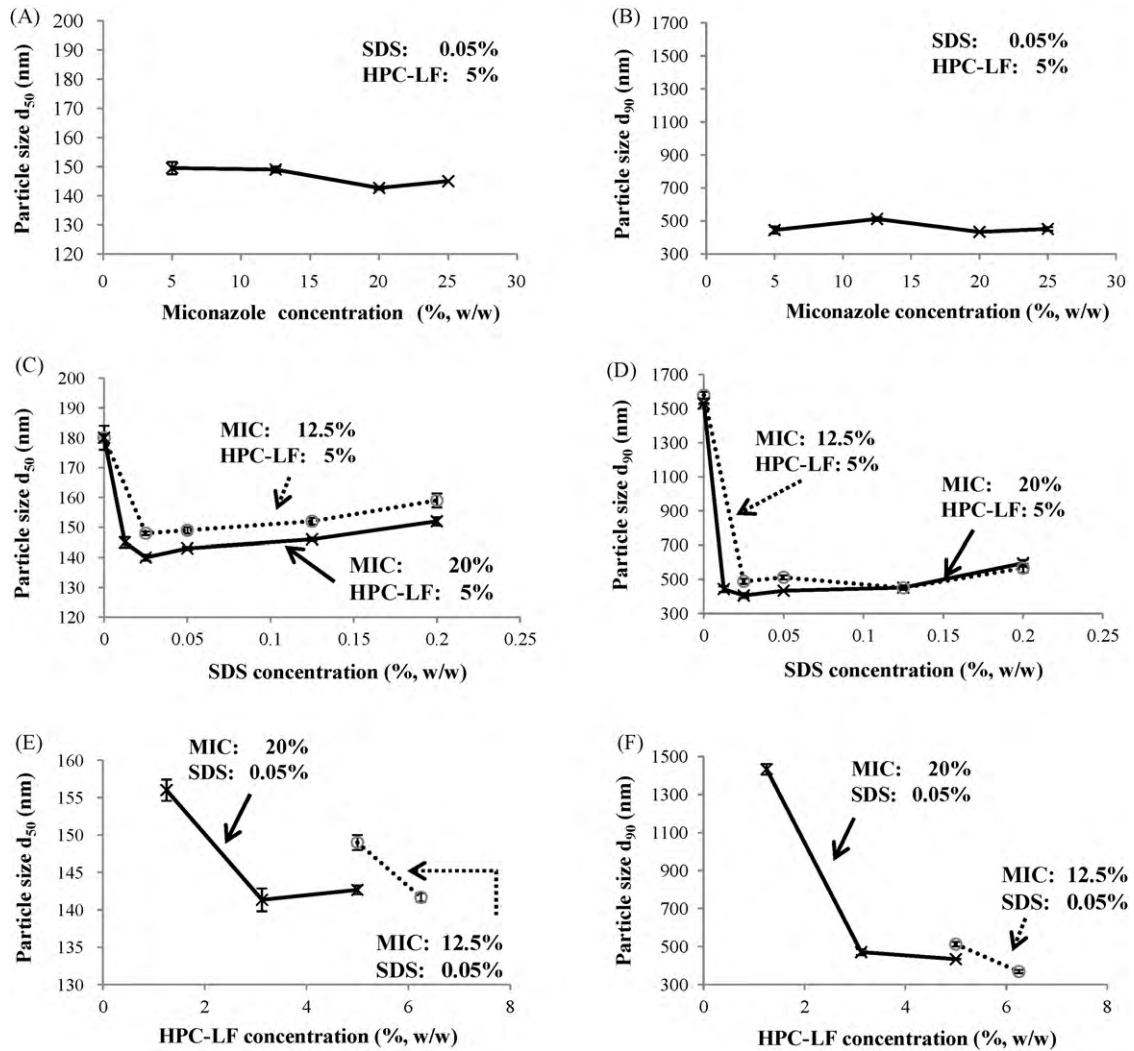 (A)
200
190
180
170
160
150
140
130
120
Particle size d50 (nm)
SDS: 0.05%
HPC-LF: 5%
0 5 10 15 20 25 30
Miconazole concentration (%, w/w)
(B)
1700
1500
1300
1100
900
700
500
300
Particle size d90 (nm)
SDS: 0.05%
HPC-LF: 5%
0 5 10 15 20 25 30
Miconazole concentration (%, w/w)
(C)
200
190
180
170
160
150
140
130
120
Particle size d50 (nm)
MIC: 12.5%
HPC-LF: 5%
MIC: 20%
HPC-LF: 5%
0 0.05 0.1 0.15 0.2 0.25
SDS concentration (%, w/w)
(D)
1700
1500
1300
1100
900
700
500
300
Particle size d90 (nm)
MIC: 12.5%
HPC-LF: 5%
MIC: 20%
HPC-LF: 5%
0 0.05 0.1 0.15 0.2 0.25
SDS concentration (%, w/w)
(E)
160
155
150
145
140
135
130
Particle size d50 (nm)
MIC: 20%
SDS: 0.05%
MIC: 12.5%
SDS: 0.05%
0 2 4 6 8
HPC-LF concentration (%, w/w)
(F)
1500
1300
1100
900
700
500
300
Particle size d90 (nm)
MIC: 20%
SDS: 0.05%
MIC: 12.5%
SDS: 0.05%
0 2 4 6 8
HPC-LF concentration (%, w/w)